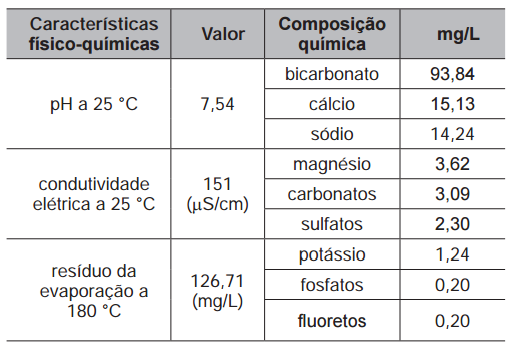 Características
físico-químicas
Valor
Composição
química
mg/L
pH a 25 °C
7,54
bicarbonato
93,84
cálcio
15,13
sódio
14,24
condutividade
elétrica a 25 °C
151
(µS/cm)
magnésio
3,62
carbonatos
3,09
sulfatos
2,30
resíduo da
evaporação a
180 °C
126,71
(mg/L)
potássio
1,24
fosfatos
0,20
fluoretos
0,20